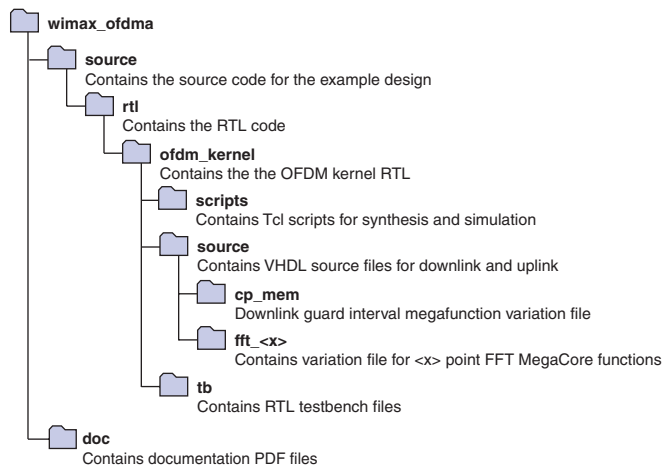 wimax_ofdma
source
Contains the source code for the example design
rtl
Contains the RTL code
ofdm_kernel
Contains the the OFDM kernel RTL
scripts
Contains Tcl scripts for synthesis and simulation
source
Contains VHDL source files for downlink and uplink
cp_mem
Downlink guard interval megafunction variation file
fft_<x>
Contains variation file for <x> point FFT MegaCore functions
tb
Contains RTL testbench files
doc
Contains documentation PDF files